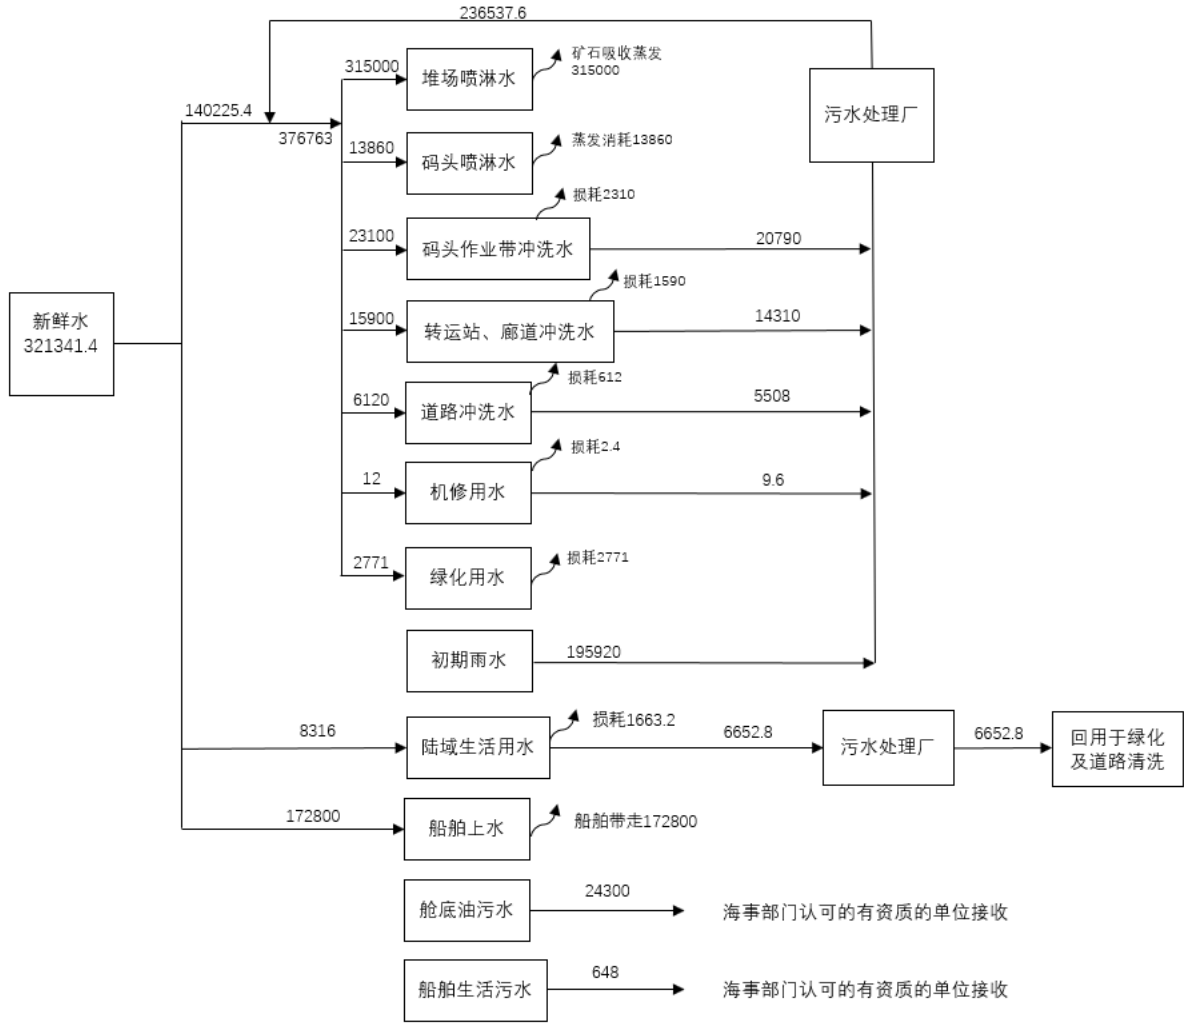 236537.6
315000
堆场喷淋水
矿石吸收蒸发
315000
污水处理厂
140225.4
376763
13860
码头喷淋水
蒸发消耗13860
23100
码头作业带冲洗水
损耗2310
20790
新鲜水
321341.4
15900
转运站、廊道冲洗水
损耗1590
14310
6120
道路冲洗水
损耗612
5508
12
机修用水
损耗2.4
9.6
2771
绿化用水
损耗2771
初期雨水
195920
8316
陆域生活用水
损耗1663.2
6652.8
污水处理厂
6652.8
回用于绿化
及道路清洗
172800
船舶上水
船舶带走172800
舱底油污水
24300
海事部门认可的有资质的单位接收
船舶生活污水
648
海事部门认可的有资质的单位接收